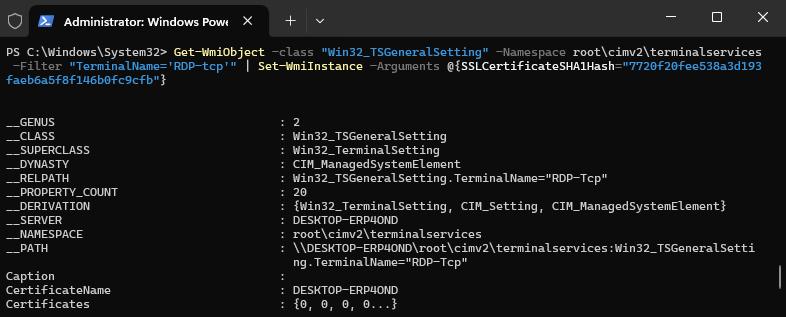 Administrator: Windows Powe
PS C:\Windows\System32> Get-WmiObject -class "Win32_TSGeneralSetting" -Namespace root\cimv2\terminalservices
-Filter "TerminalName='RDP-tcp'" | Set-WmiInstance -Arguments @{SSLCertificateSHA1Hash="7720f20fee538a3d193
faeb6a5f8f146b0fc9cfb"}
__GENUS : 2
__CLASS : Win32_TSGeneralSetting
__SUPERCLASS : Win32_TerminalSetting
__DYNASTY : CIM_ManagedSystemElement
__RELPATH : Win32_TSGeneralSetting.TerminalName="RDP-Tcp"
__PROPERTY_COUNT : 20
__DERIVATION : {Win32_TerminalSetting, CIM_Setting, CIM_ManagedSystemElement}
__SERVER : DESKTOP-ERP4OND
__NAMESPACE : root\cimv2\terminalservices
__PATH : \\DESKTOP-ERP4OND\root\cimv2\terminalservices:Win32_TSGeneralSetti
ng.TerminalName="RDP-Tcp"
Caption :
CertificateName : DESKTOP-ERP4OND
Certificates : {0, 0, 0, 0...}